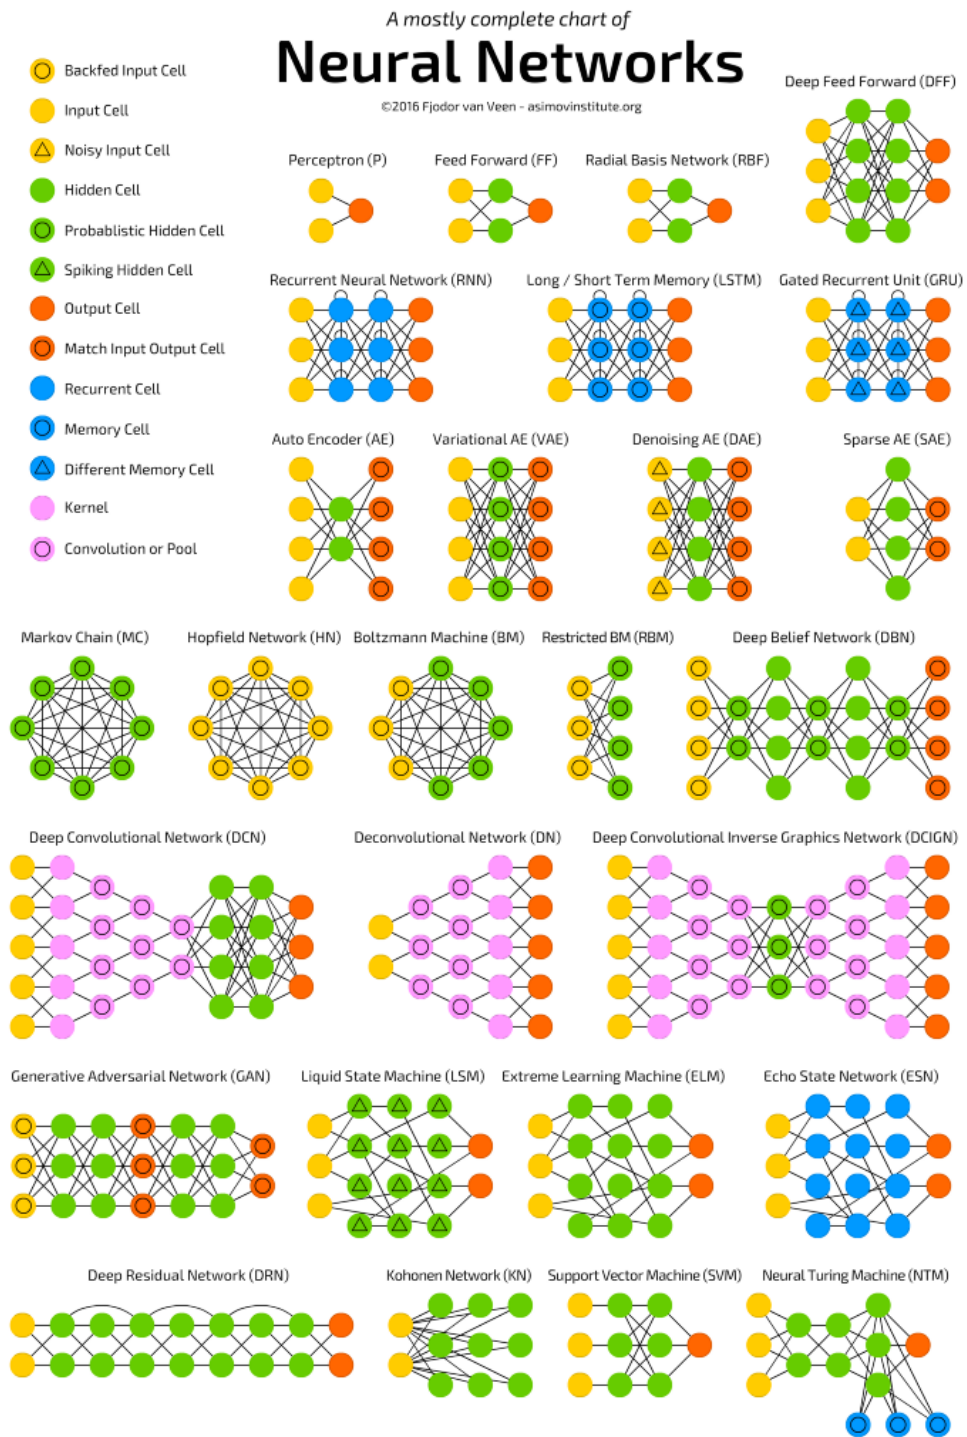 A mostly complete chart of
Neural Networks
©2016 Fjodor van Veen - asimovinstitute.org
Backfed Input Cell
Input Cell
Noisy Input Cell
Hidden Cell
Probablistic Hidden Cell
Spiking Hidden Cell
Output Cell
Match Input Output Cell
Recurrent Cell
Memory Cell
Different Memory Cell
Kernel
Convolution or Pool
Deep Feed Forward (DFF)
Perceptron (P)
Feed Forward (FF)
Radial Basis Network (RBF)
Recurrent Neural Network (RNN)
Long / Short Term Memory (LSTM)
Gated Recurrent Unit (GRU)
Auto Encoder (AE)
Variational AE (VAE)
Denoising AE (DAE)
Sparse AE (SAE)
Markov Chain (MC)
Hopfield Network (HN)
Boltzmann Machine (BM)
Restricted BM (RBM)
Deep Belief Network (DBN)
Deep Convolutional Network (DCN)
Deconvolutional Network (DN)
Deep Convolutional Inverse Graphics Network (DCIGN)
Generative Adversarial Network (GAN)
Liquid State Machine (LSM)
Extreme Learning Machine (ELM)
Echo State Network (ESN)
Deep Residual Network (DRN)
Kohonen Network (KN)
Support Vector Machine (SVM)
Neural Turing Machine (NTM)